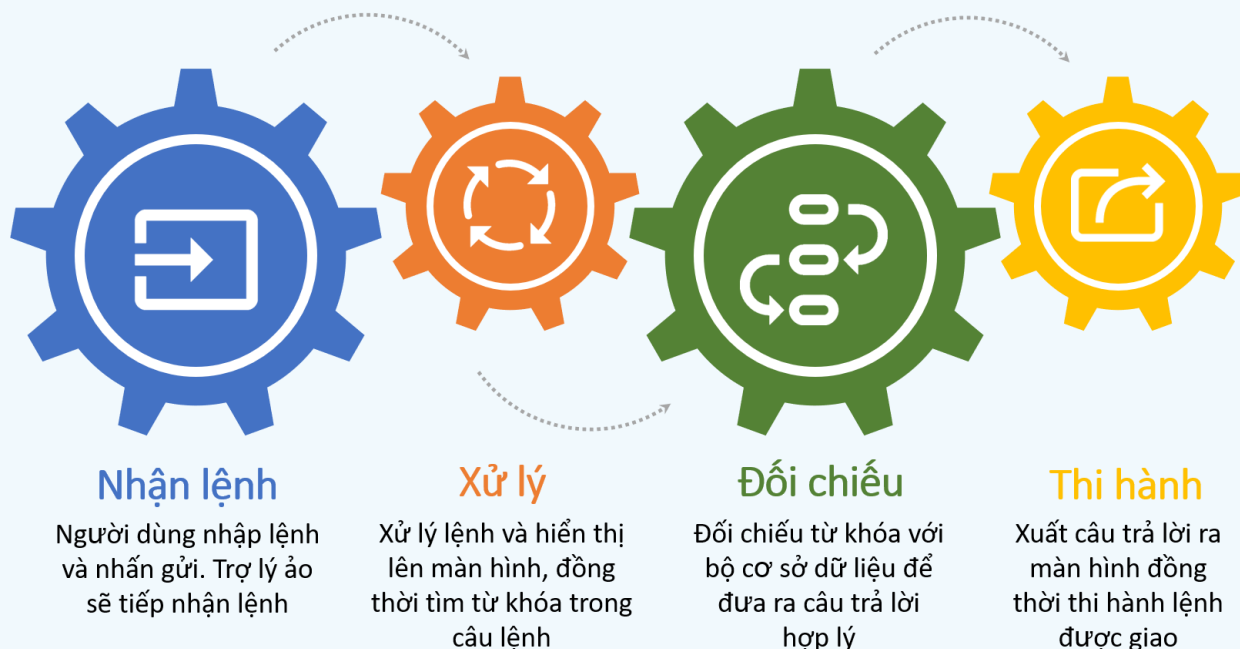 Nhận lệnh
Người dùng nhập lệnh
và nhấn gửi. Trợ lý ảo
sẽ tiếp nhận lệnh
Xử lý
Xử lý lệnh và hiển thị
lên màn hình, đồng
thời tìm từ khóa trong
câu lệnh
Đối chiếu
Đối chiếu từ khóa với
bộ cơ sở dữ liệu để
đưa ra câu trả lời
hợp lý
Thi hành
Xuất câu trả lời ra
màn hình đồng
thời thi hành lệnh
được giao